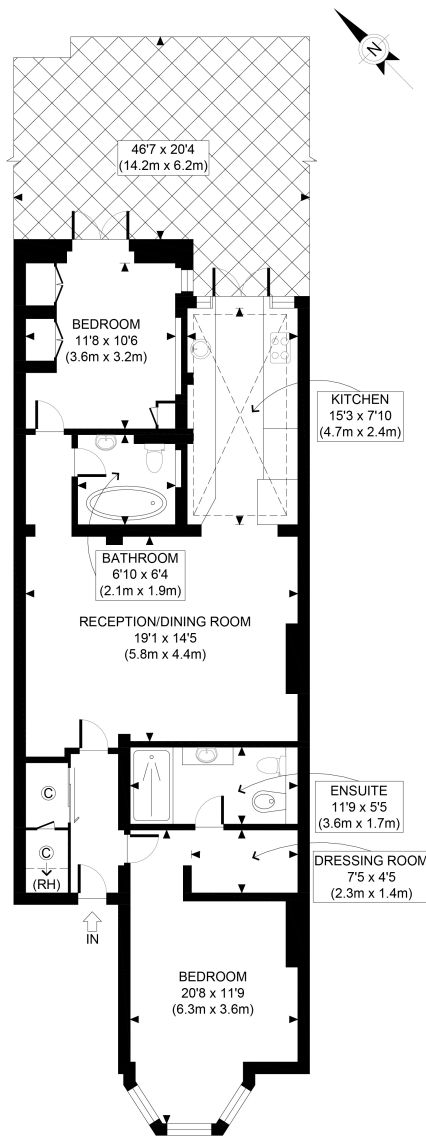 N
46'7 x 20'4
(14.2m x 6.2m)
BEDROOM
11'8 x 10'6
(3.6m x 3.2m)
KITCHEN
15'3 x 7'10
(4.7m x 2.4m)
BATHROOM
6'10 x 6'4
(2.1m x 1.9m)
RECEPTION/DINING ROOM
19'1 x 14'5
(5.8m x 4.4m)
C
ENSUITE
11'9 x 5'5
(3.6m x 1.7m)
C
(RH)
DRESSING ROOM
7'5 x 4'5
(2.3m x 1.4m)
IN
BEDROOM
20'8 x 11'9
(6.3m x 3.6m)